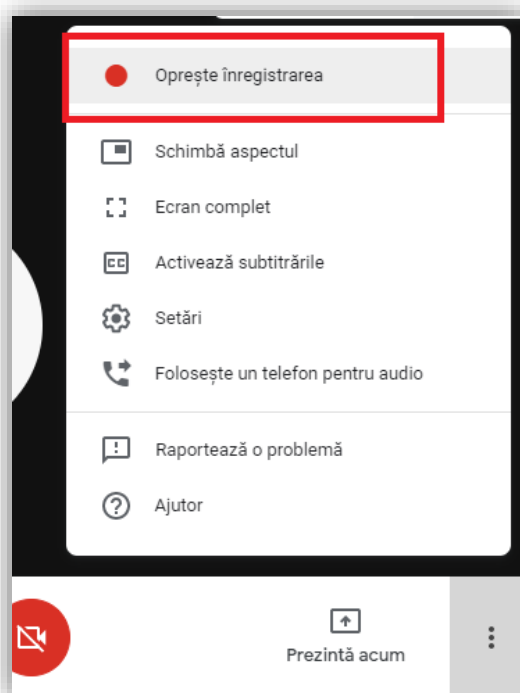 Oprește înregistrarea
Schimbă aspectul
Ecran complet
Activează subtitrările
Setări
Folosește un telefon pentru audio
Raportează o problemă
Ajutor
Prezintă acum